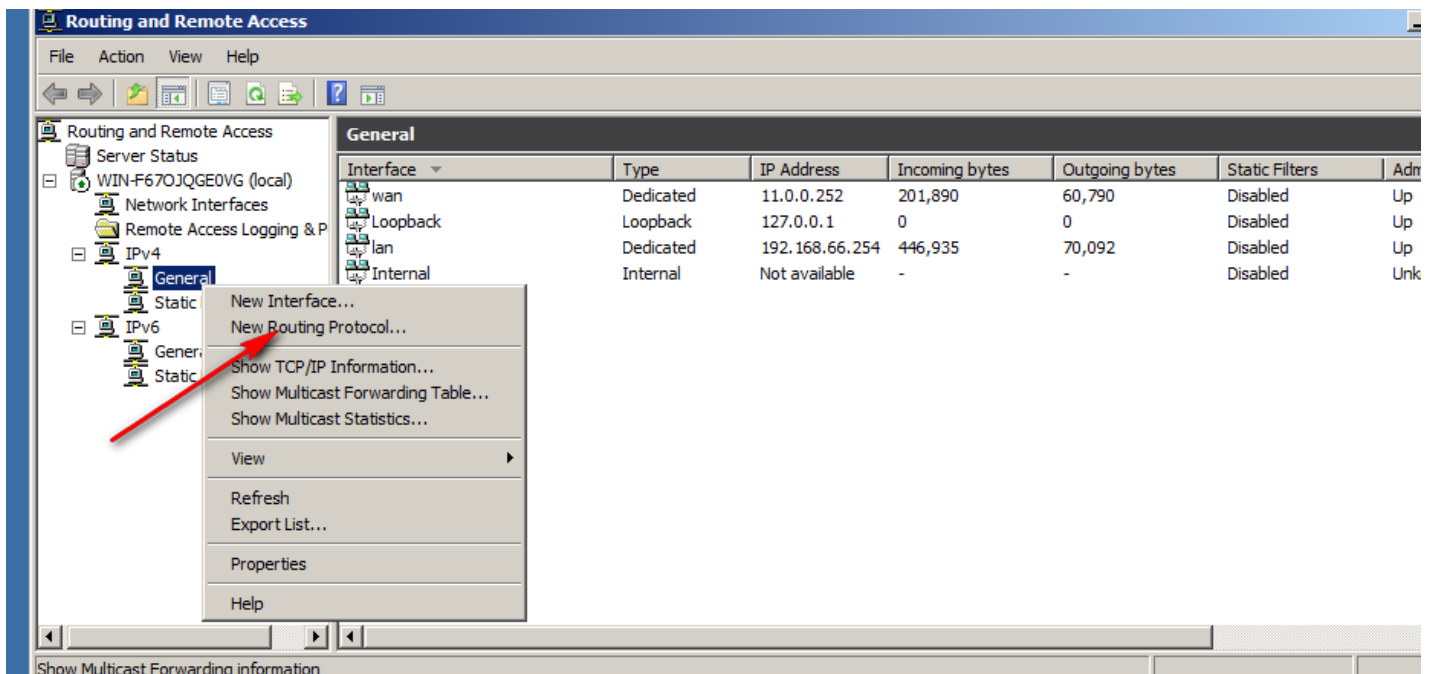 Routing and Remote Access
File Action View Help
Routing and Remote Access
Server Status
WIN-F67OJQGE0VG (local)
Network Interfaces
Remote Access Logging & P
IPv4
General
Static
IPv6
Genera
Static
General
Interface Type IP Address Incoming bytes Outgoing bytes Static Filters Adm
wan Dedicated 11.0.0.252 201,890 60,790 Disabled Up
Loopback Loopback 127.0.0.1 0 0 Disabled Up
lan Dedicated 192.168.66.254 446,935 70,092 Disabled Up
Internal Internal Not available - - Disabled Unk
New Interface...
New Routing Protocol...
Show TCP/IP Information...
Show Multicast Forwarding Table...
Show Multicast Statistics...
View
Refresh
Export List...
Properties
Help
Show Multicast Forwarding information